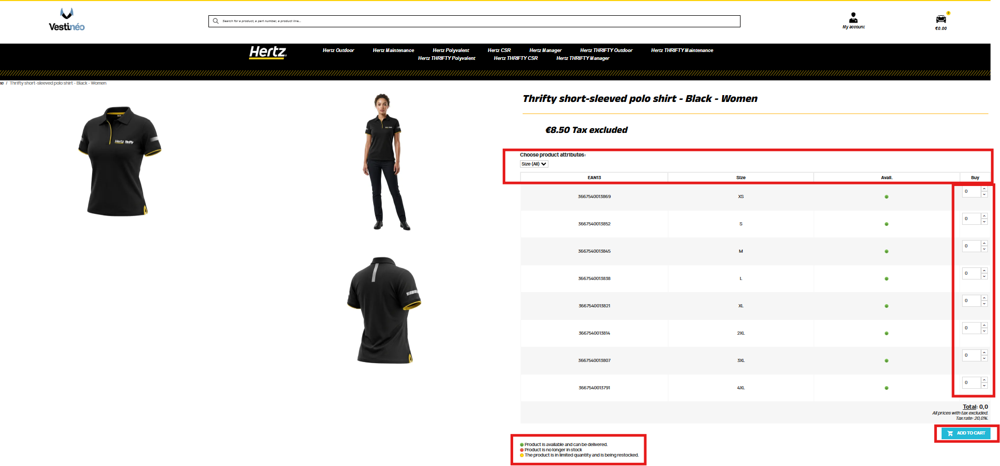 Vestinéo
Search for a product, a part number, a product line...
My account
0
€0.00
Hertz
Hertz Outdoor Hertz Maintenance Hertz Polyvalent Hertz CSR Hertz Manager Hertz THRIFTY Outdoor Hertz THRIFTY Maintenance
Hertz THRIFTY Polyvalent Hertz THRIFTY CSR Hertz THRIFTY Manager
ne / Thrifty short-sleeved polo shirt - Black - Women
Hertz Thrifty
Thrifty short-sleeved polo shirt - Black - Women
€8.50 Tax excluded
Choose product attributes:
Size (All)
EAN13 Size Avail. Buy
3667540013869 XS 0
3667540013852 S 0
3667540013845 M 0
3667540013838 L 0
3667540013821 XL 0
3667540013814 2XL 0
3667540013807 3XL 0
3667540013791 4XL 0
Total: 0,0
All prices with tax excluded.
Tax rate: 20,0%.
ADD TO CART
Product is available and can be delivered.
Product is no longer in stock
The product is in limited quantity and is being restocked.